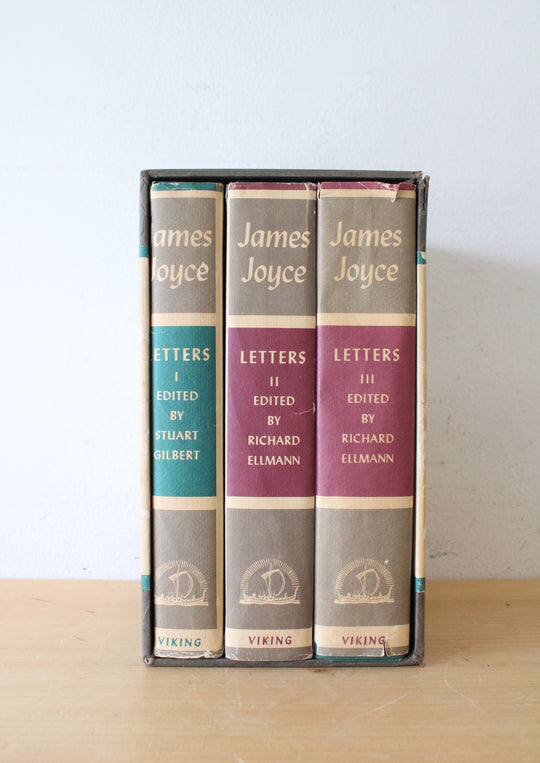 ames
Joyce
LETTERS
I
EDITED
BY
STUART
GILBERT
VIKING
James
Joyce
LETTERS
II
EDITED
BY
RICHARD
ELLMANN
VIKING
James
Joyce
LETTERS
III
EDITED
BY
RICHARD
ELLMANN
VIKING